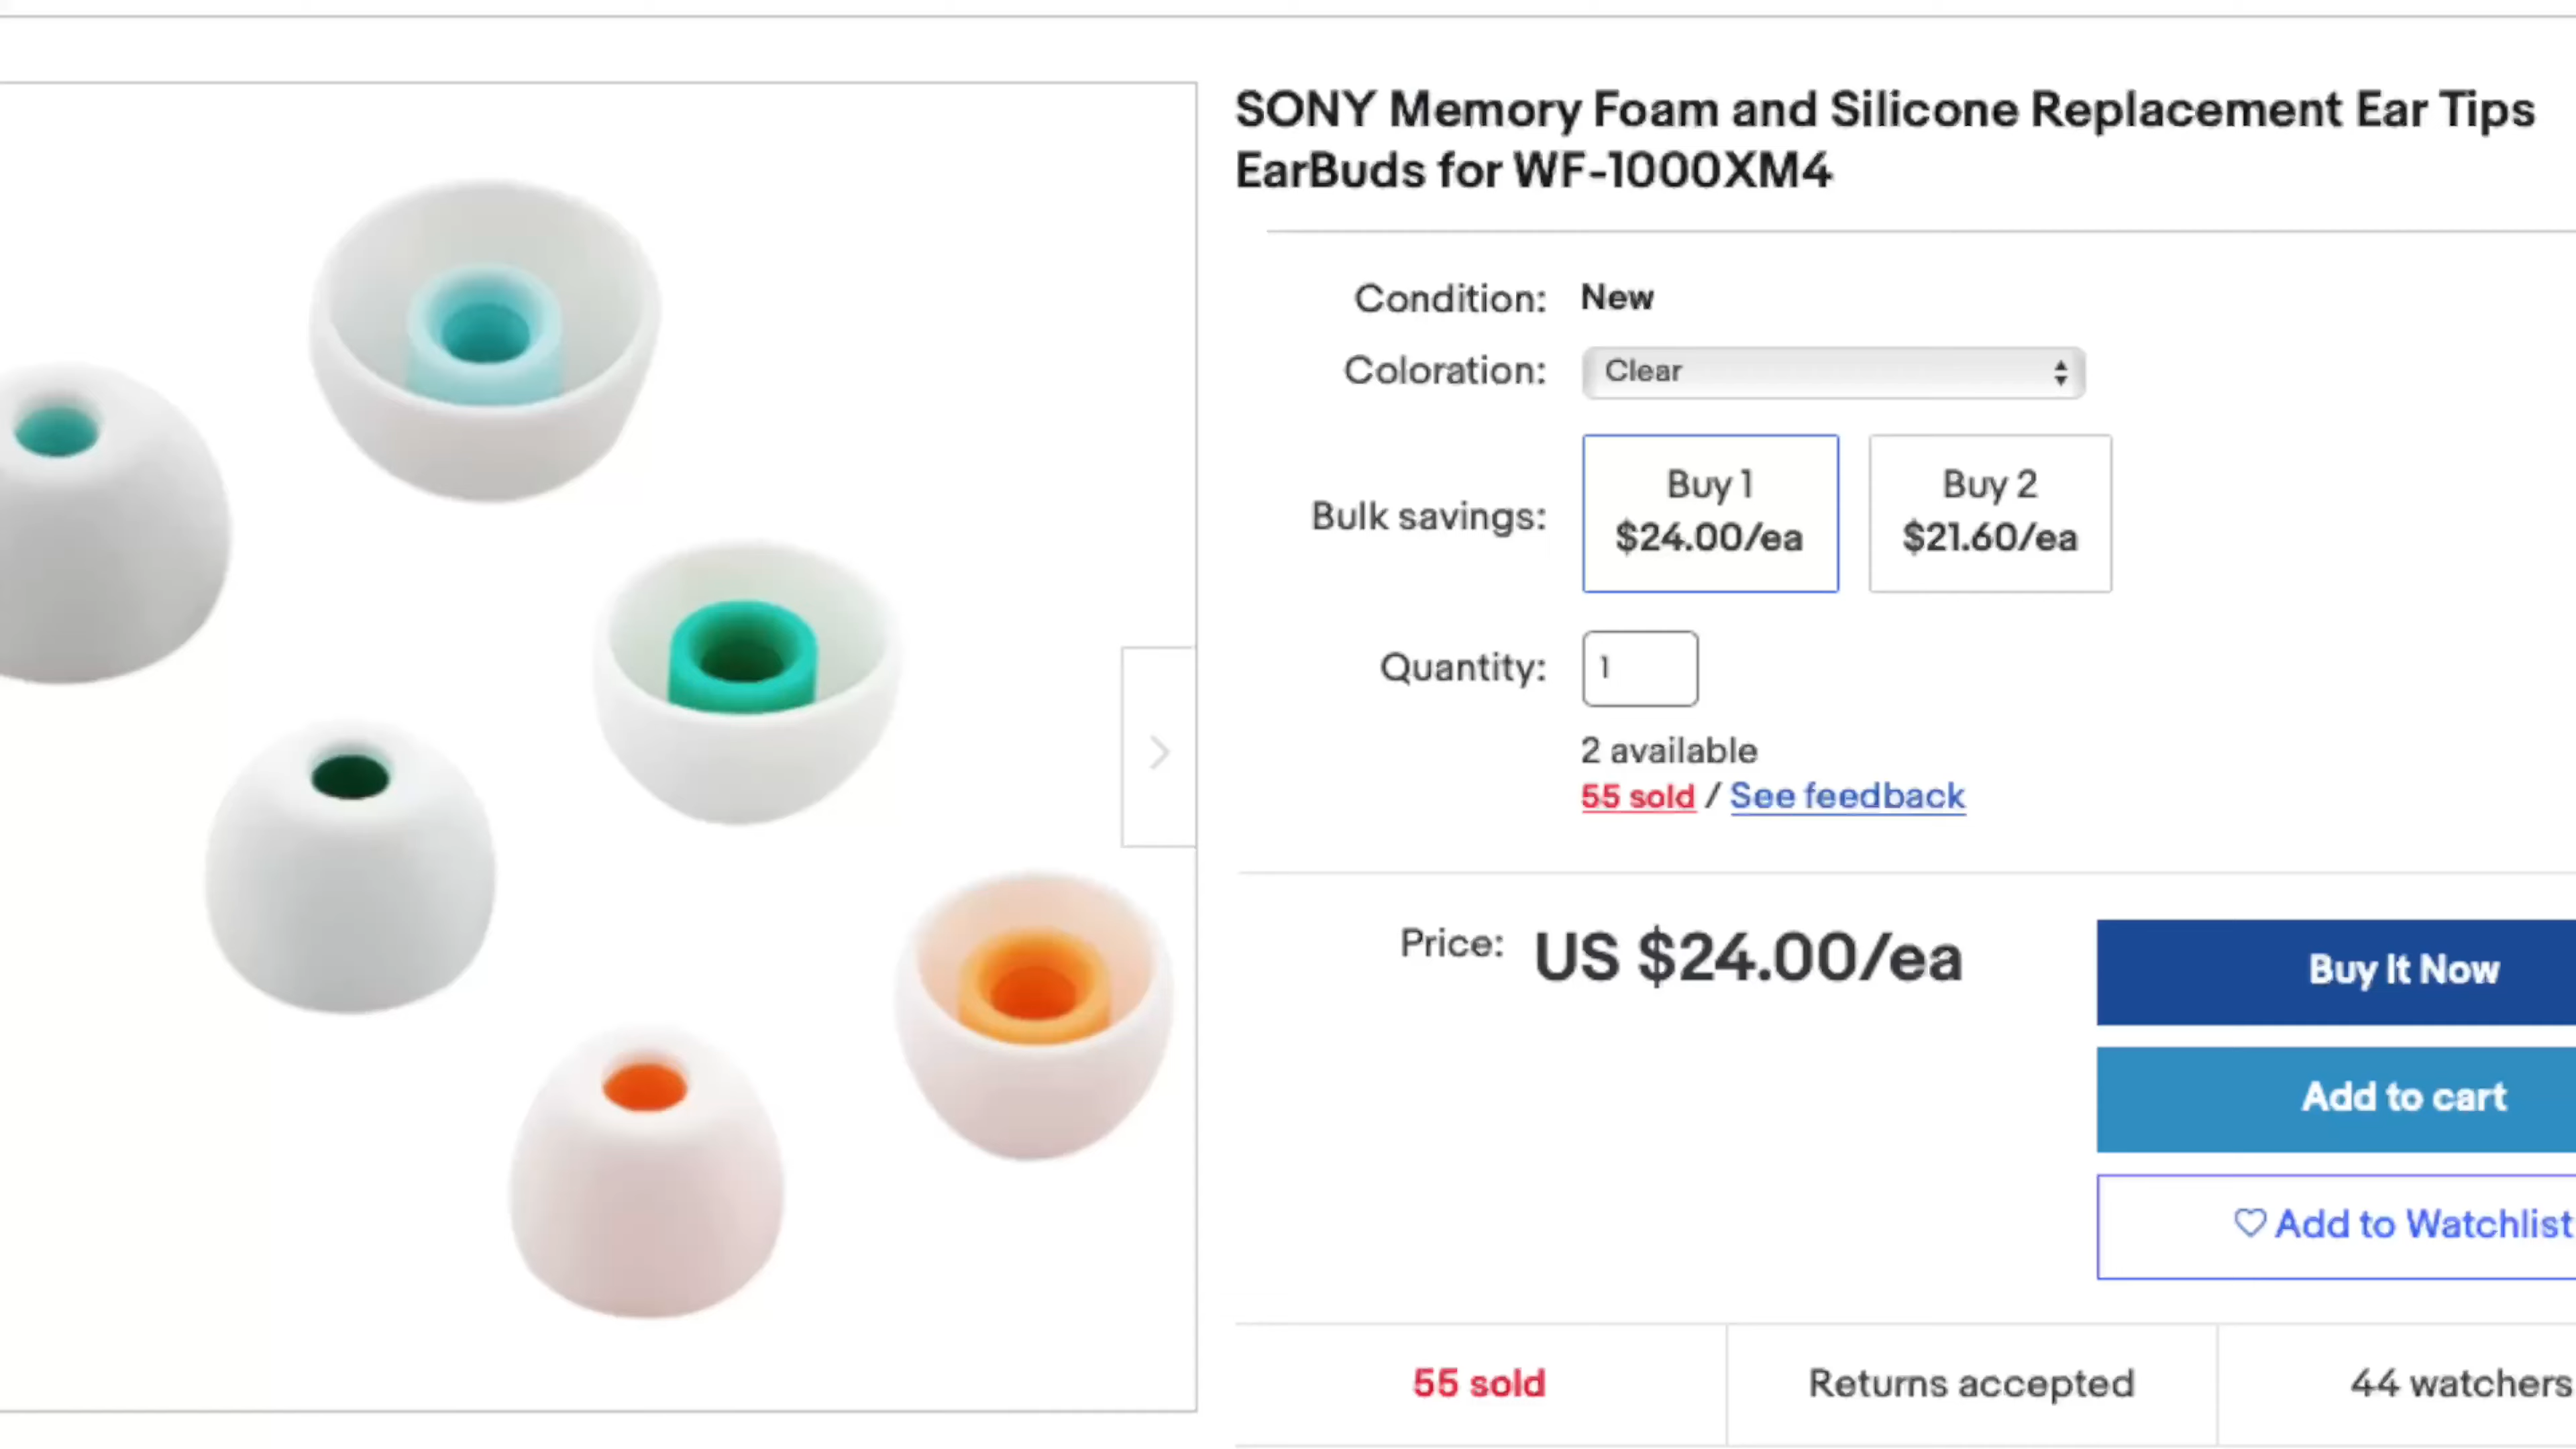 SONY Memory Foam and Silicone Replacement Ear Tips
EarBuds for WF-1000XM4
Condition: New
Coloration: Clear
Bulk savings:
Buy 1
$24.00/ea
Buy 2
$21.60/ea
Quantity: 1
2 available
55 sold / See feedback
Price: US $24.00/ea
Buy It Now
Add to cart
Add to Watchlist
55 sold
Returns accepted
44 watchers